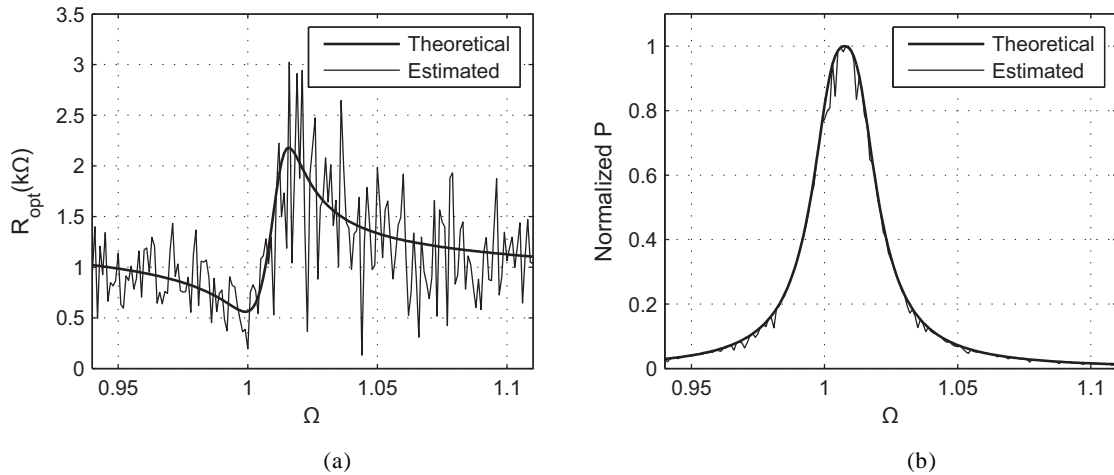 3.5
3
2.5
2
1.5
1
0.5
0
R_opt(kΩ)
Theoretical
Estimated
0.95
1
1.05
1.1
Ω
(a)
1
0.8
0.6
0.4
0.2
0
Normalized P
Theoretical
Estimated
0.95
1
1.05
1.1
Ω
(b)